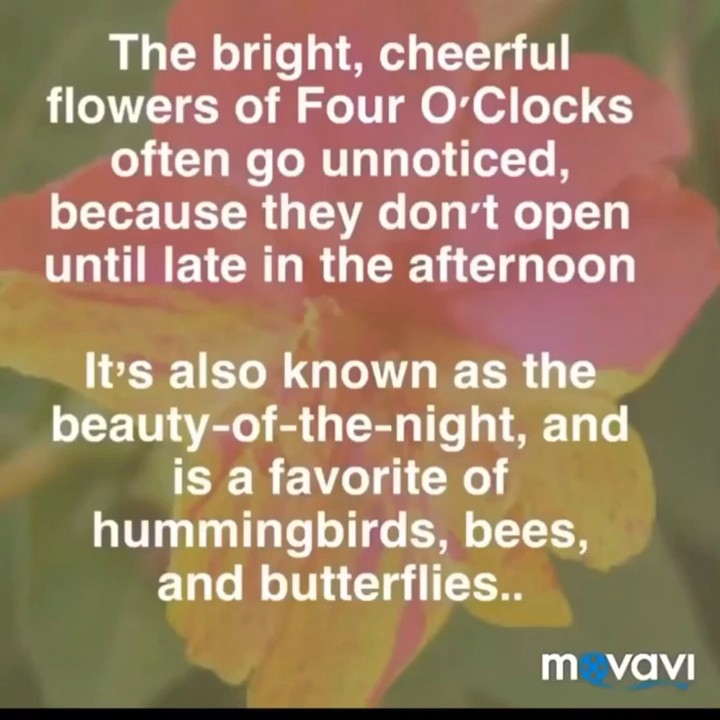 The bright, cheerful
flowers of Four O'Clocks
often go unnoticed,
because they don't open
until late in the afternoon
It's also known as the
beauty-of-the-night, and
is a favorite of
hummingbirds, bees,
and butterflies..
movavi